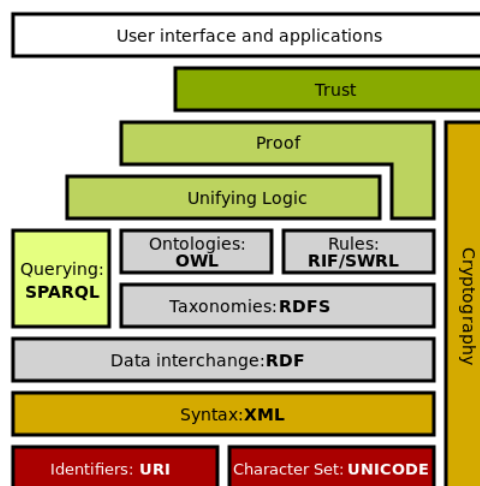 User interface and applications
Trust
Proof
Unifying Logic
Querying:
SPARQL
Ontologies:
OWL
Rules:
RIF/SWRL
Taxonomies:RDFS
Data interchange:RDF
Syntax:XML
Identifiers: URI
Character Set: UNICODE
Cryptography